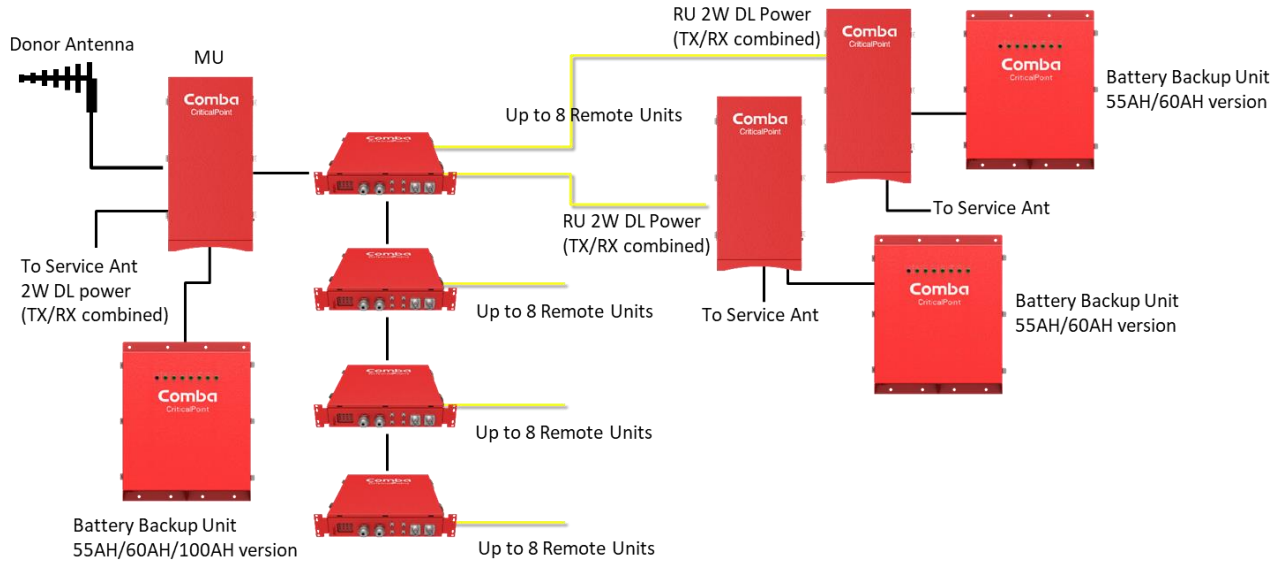 Donor Antenna
MU
Comba
CriticalPoint
To Service Ant
2W DL power
(TX/RX combined)
Comba
CriticalPoint
Battery Backup Unit
55AH/60AH/100AH version
Comba
Comba
Comba
Comba
Up to 8 Remote Units
Up to 8 Remote Units
Up to 8 Remote Units
Up to 8 Remote Units
RU 2W DL Power
(TX/RX combined)
Comba
CriticalPoint
Comba
CriticalPoint
Battery Backup Unit
55AH/60AH version
To Service Ant
RU 2W DL Power
(TX/RX combined)
Comba
CriticalPoint
To Service Ant
Comba
CriticalPoint
Battery Backup Unit
55AH/60AH version